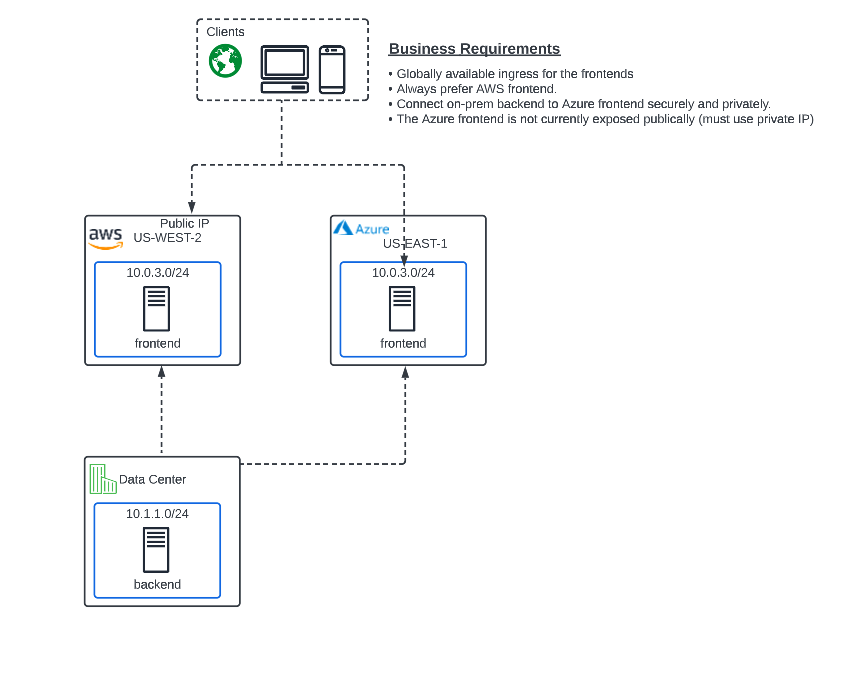 Clients
Business Requirements
• Globally available ingress for the frontends
• Always prefer AWS frontend.
• Connect on-prem backend to Azure frontend securely and privately.
• The Azure frontend is not currently exposed publically (must use private IP)
aws
Public IP
US-WEST-2
10.0.3.0/24
frontend
Azure
US-EAST-1
10.0.3.0/24
frontend
Data Center
10.1.1.0/24
backend